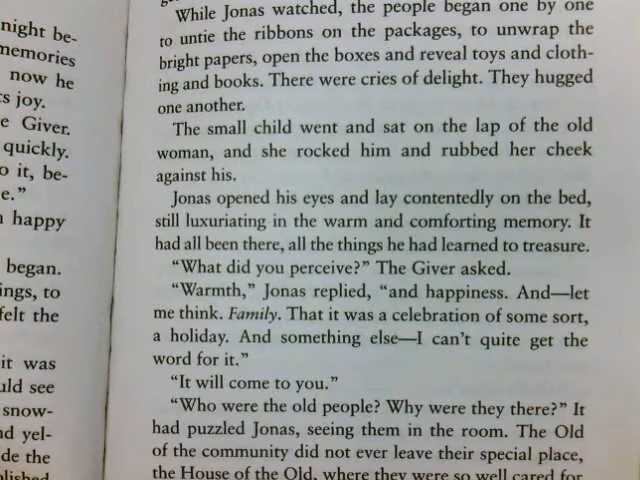 night be-
memories
now he
joy.
e Giver.
quickly.
o it, be-
e."
happy
began.
ings, to
felt the
it was
uld see
snow-
nd yel-
de the
While Jonas watched, the people began one by one
to untie the ribbons on the packages, to unwrap the
bright papers, open the boxes and reveal toys and cloth-
ing and books. There were cries of delight. They hugged
one another.
The small child went and sat on the lap of the old
woman, and she rocked him and rubbed her cheek
against his.
Jonas opened his eyes and lay contentedly on the bed,
still luxuriating in the warm and comforting memory. It
had all been there, all the things he had learned to treasure.
"What did you perceive?" The Giver asked.
"Warmth," Jonas replied, "and happiness. And—let
me think. Family. That it was a celebration of some sort,
a holiday. And something else—I can't quite get the
word for it."
"It will come to you."
"Who were the old people? Why were they there?" It
had puzzled Jonas, seeing them in the room. The Old
of the community did not ever leave their special place,
the House of the Old, where they were so well cared for